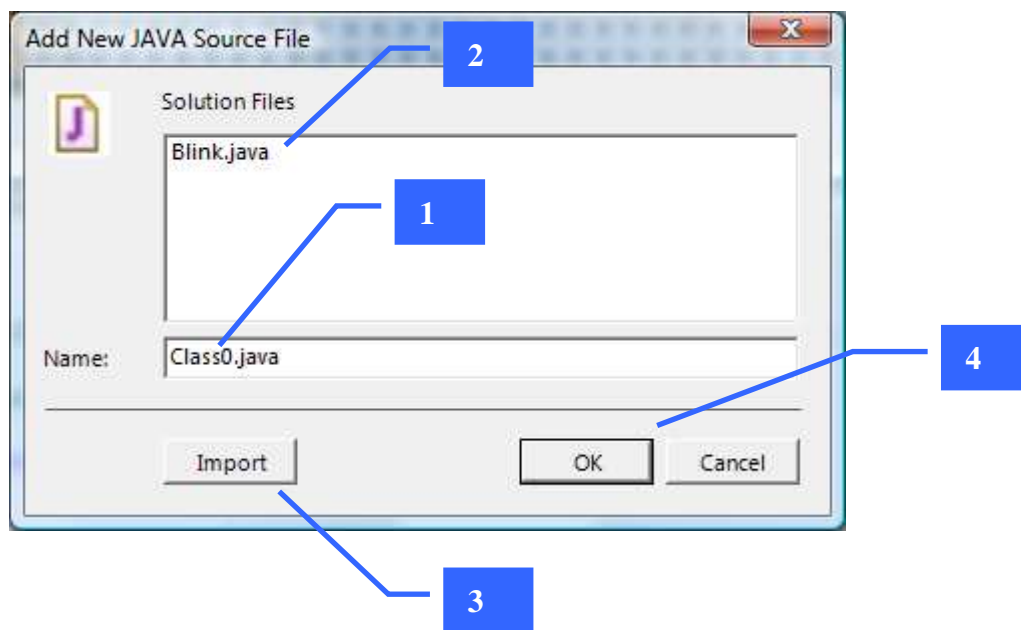 Add New JAVA Source File
2
Solution Files
Blink.java
1
Name: Class0.java
4
Import OK Cancel
3